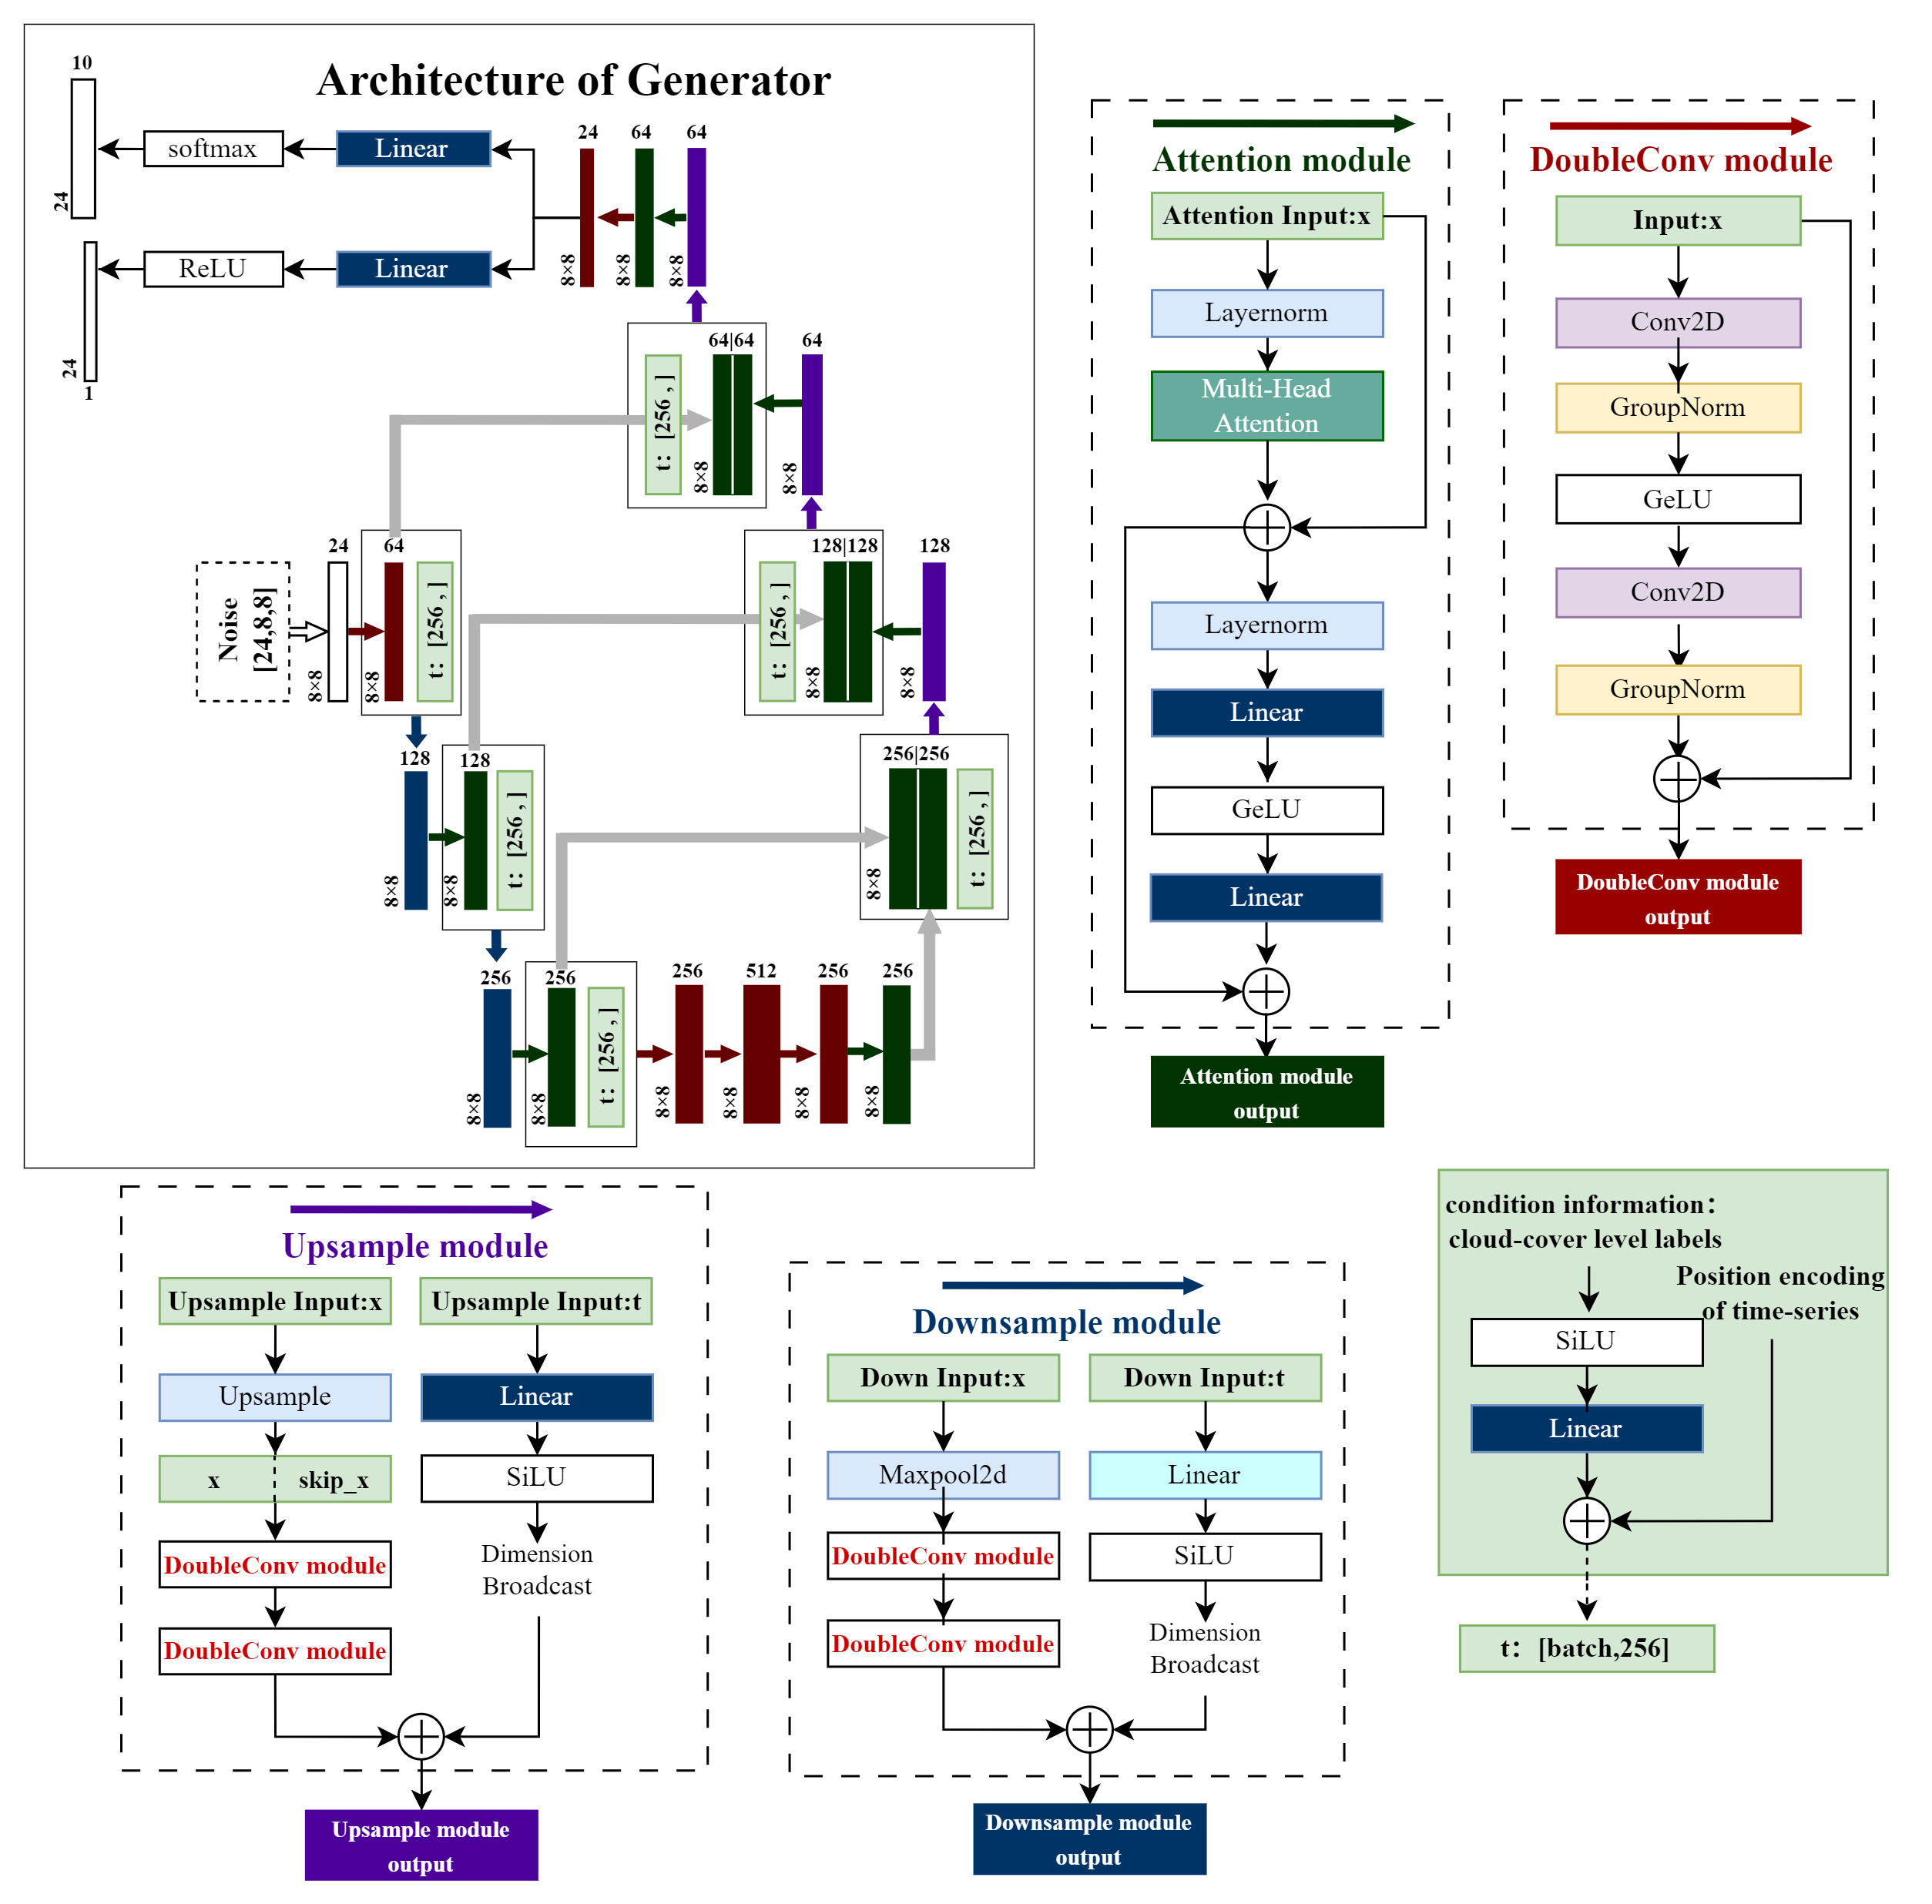 Architecture of Generator
10
24
softmax
Linear
24
64
64
8×8
8×8
8×8
ReLU
Linear
24
1
64|64
64
t: [256 , ]
8×8
8×8
Noise
[24,8,8]
24
8×8
64
8×8
t: [256 , ]
128|128
128
t: [256 , ]
8×8
8×8
128
8×8
128
8×8
t: [256 , ]
256|256
8×8
t: [256 , ]
256
8×8
256
8×8
t: [256 , ]
256
8×8
512
8×8
256
8×8
256
8×8
Attention module
Attention Input:x
Layernorm
Multi-Head
Attention
Layernorm
Linear
GeLU
Linear
Attention module
output
DoubleConv module
Input:x
Conv2D
GroupNorm
GeLU
Conv2D
GroupNorm
DoubleConv module
output
Upsample module
Upsample Input:x
Upsample Input:t
Upsample
Linear
x
skip_x
SiLU
DoubleConv module
Dimension
Broadcast
DoubleConv module
Upsample module
output
Downsample module
Down Input:x
Down Input:t
Maxpool2d
Linear
DoubleConv module
SiLU
DoubleConv module
Dimension
Broadcast
Downsample module
output
condition information:
cloud-cover level labels
Position encoding
of time-series
SiLU
Linear
t: [batch,256]